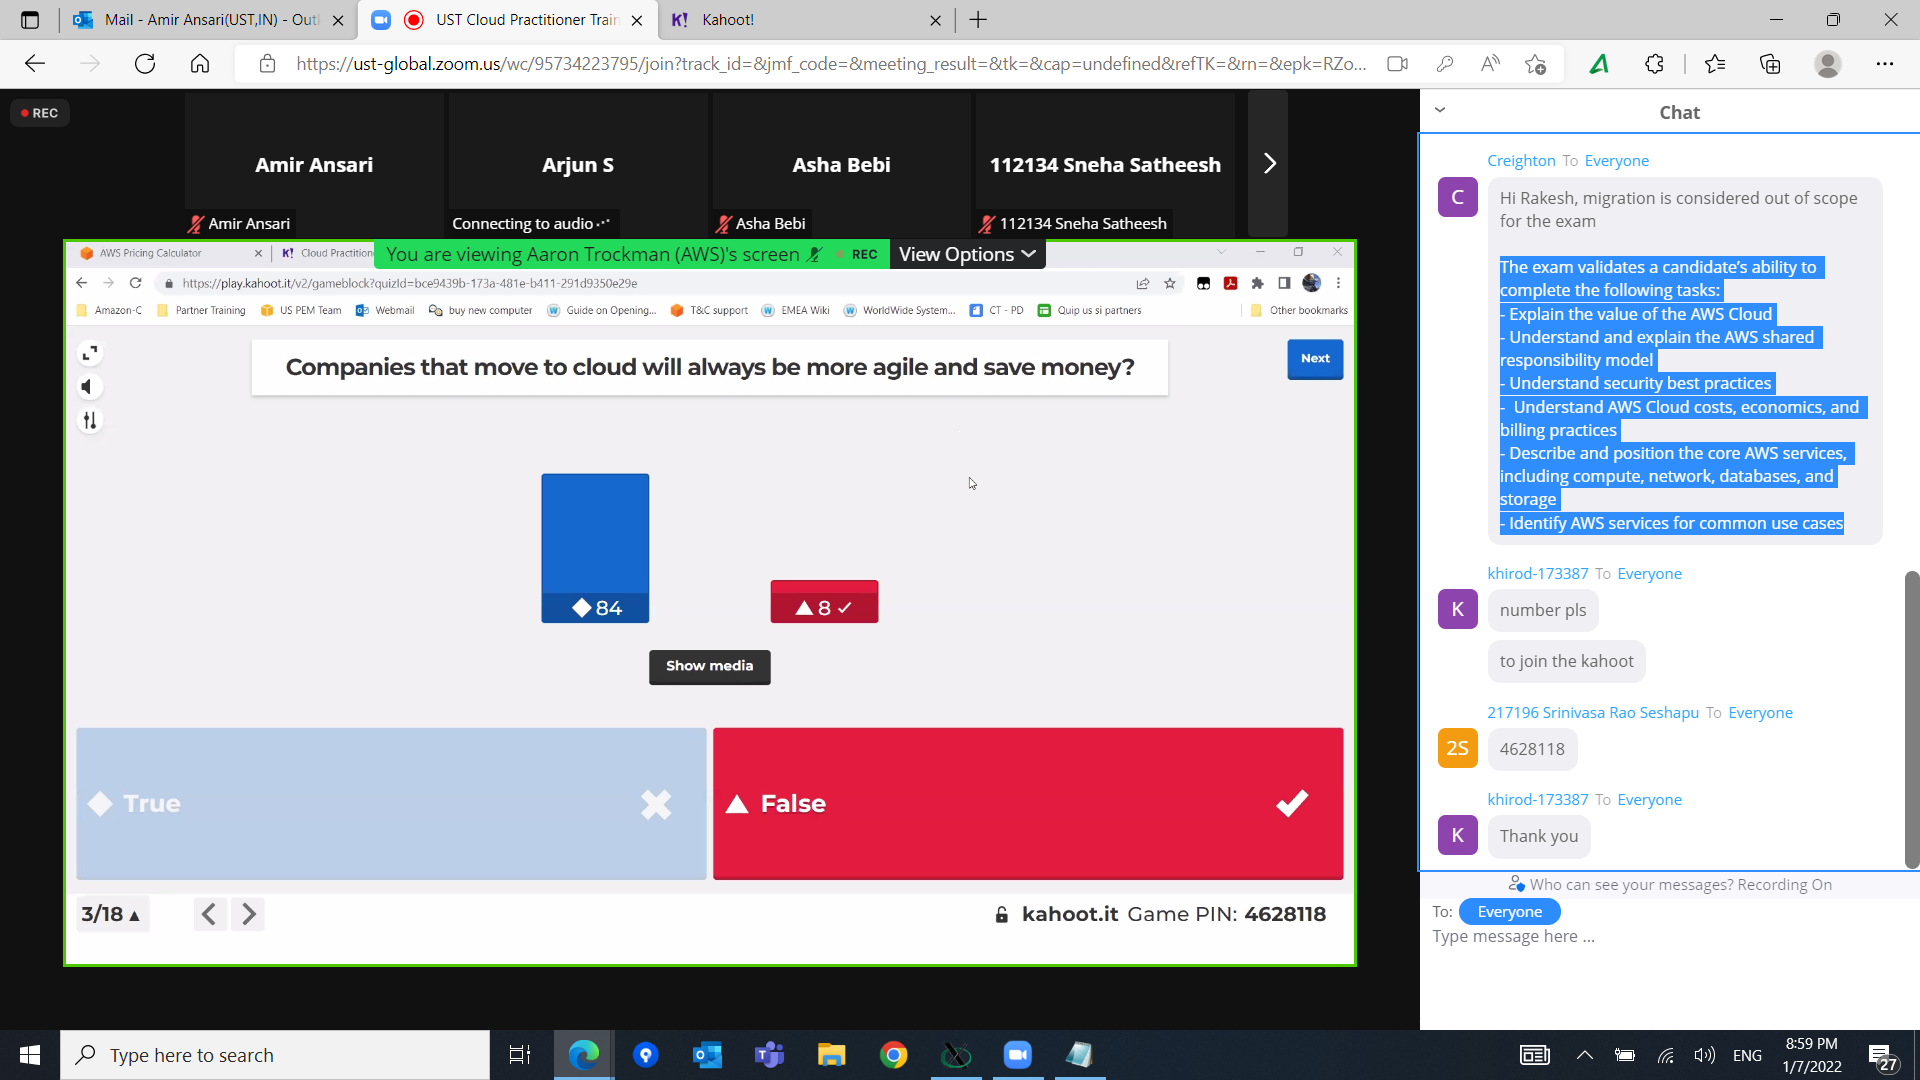 Mail - Amir Ansari(UST,IN) - Outl
UST Cloud Practitioner Train
K! Kahoot!
https://ust-global.zoom.us/wc/95734223795/join?track_id=&jmf_code=&meeting_result=&tk=&cap=undefined&refTK=&rn=&epk=RZo...
REC
Amir Ansari
Arjun S
Asha Bebi
112134 Sneha Satheesh
Amir Ansari
Connecting to audio
Asha Bebi
112134 Sneha Satheesh
AWS Pricing Calculator
K! Cloud Practition
You are viewing Aaron Trockman (AWS)'s screen
REC
View Options
https://play.kahoot.it/v2/gameblock?quizId=bce9439b-173a-481e-b411-291d9350e29e
Amazon-C
Partner Training
US PEM Team
Webmail
buy new computer
Guide on Opening...
T&C support
EMEA Wiki
WorldWide System...
CT - PD
Quip us si partners
Other bookmarks
Companies that move to cloud will always be more agile and save money?
Next
84
8
Show media
True
False
3/18
kahoot.it Game PIN: 4628118
Chat
Creighton To Everyone
C
Hi Rakesh, migration is considered out of scope
for the exam
The exam validates a candidate's ability to
complete the following tasks:
- Explain the value of the AWS Cloud
- Understand and explain the AWS shared
responsibility model
- Understand security best practices
- Understand AWS Cloud costs, economics, and
billing practices
- Describe and position the core AWS services,
including compute, network, databases, and
storage
- Identify AWS services for common use cases
khirod-173387 To Everyone
K
number pls
to join the kahoot
217196 Srinivasa Rao Seshapu To Everyone
2S
4628118
khirod-173387 To Everyone
K
Thank you
Who can see your messages? Recording On
To: Everyone
Type message here ...
Type here to search
ENG
8:59 PM
1/7/2022
27